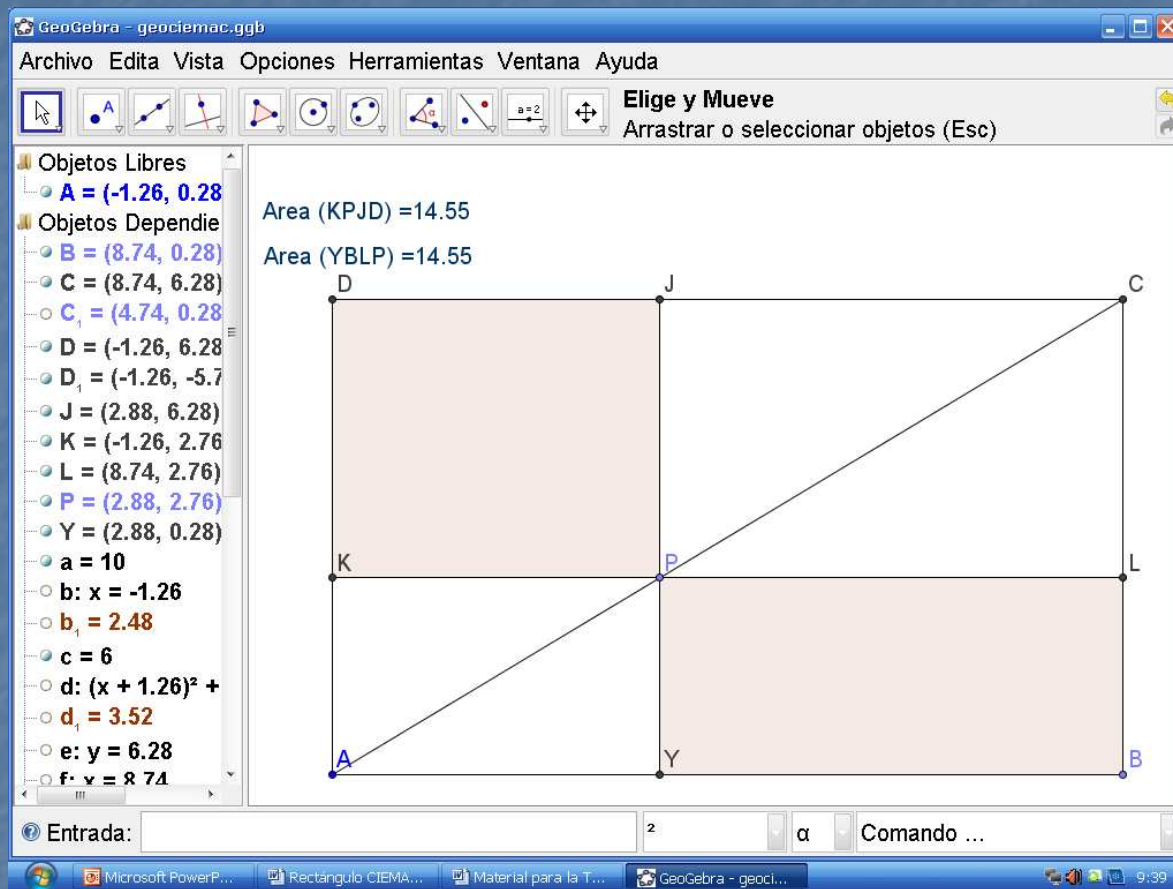 GeoGebra - geociemac.ggb
Archivo Edita Vista Opciones Herramientas Ventana Ayuda
A
α
a=2
Elige y Mueve
Arrastrar o seleccionar objetos (Esc)
Objetos Libres
A = (-1.26, 0.28
Objetos Dependie
B = (8.74, 0.28)
C = (8.74, 6.28)
C₁ = (4.74, 0.28
D = (-1.26, 6.28
D₁ = (-1.26, -5.7
J = (2.88, 6.28)
K = (-1.26, 2.76
L = (8.74, 2.76)
P = (2.88, 2.76)
Y = (2.88, 0.28)
a = 10
b: x = -1.26
b₁ = 2.48
c = 6
d: (x + 1.26)² +
d₁ = 3.52
e: y = 6.28
f: x = 8.74
Area (KPJD) =14.55
Area (YBLP) =14.55
D J C
K P L
A Y B
Entrada: ² α Comando ...
Microsoft PowerP... Rectángulo CIEMA... Material para la T... GeoGebra - geoci... 9:39